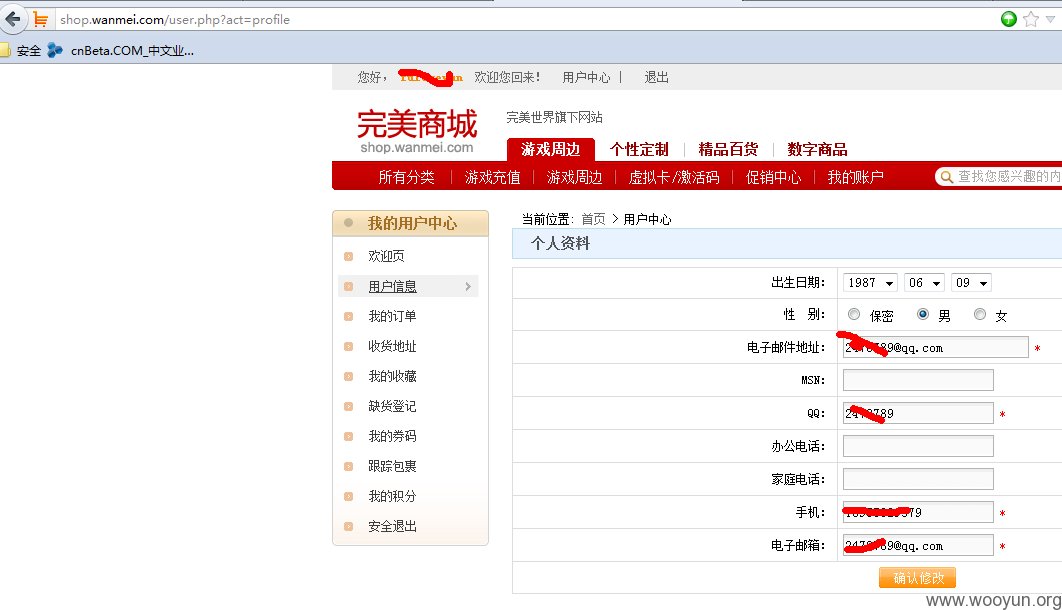 shop.wanmei.com/user.php?act=profile
安全 cnBeta.COM_中文业...
您好， 欢迎您回来！ 用户中心 | 退出
完美商城 完美世界旗下网站
shop.wanmei.com
游戏周边 个性定制 精品百货 数字商品
所有分类 游戏充值 游戏周边 虚拟卡/激活码 促销中心 我的账户 查找您感兴趣的内
我的用户中心
欢迎页
用户信息
我的订单
收货地址
我的收藏
缺货登记
我的券码
跟踪包裹
我的积分
安全退出
当前位置: 首页 > 用户中心
个人资料
出生日期: 1987 06 09
性 别: 保密 男 女
电子邮件地址: 89@qq.com *
MSN:
QQ: 789 *
办公电话:
家庭电话:
手机: 79 *
电子邮箱: 89@qq.com *
确认修改
www.wooyun.org